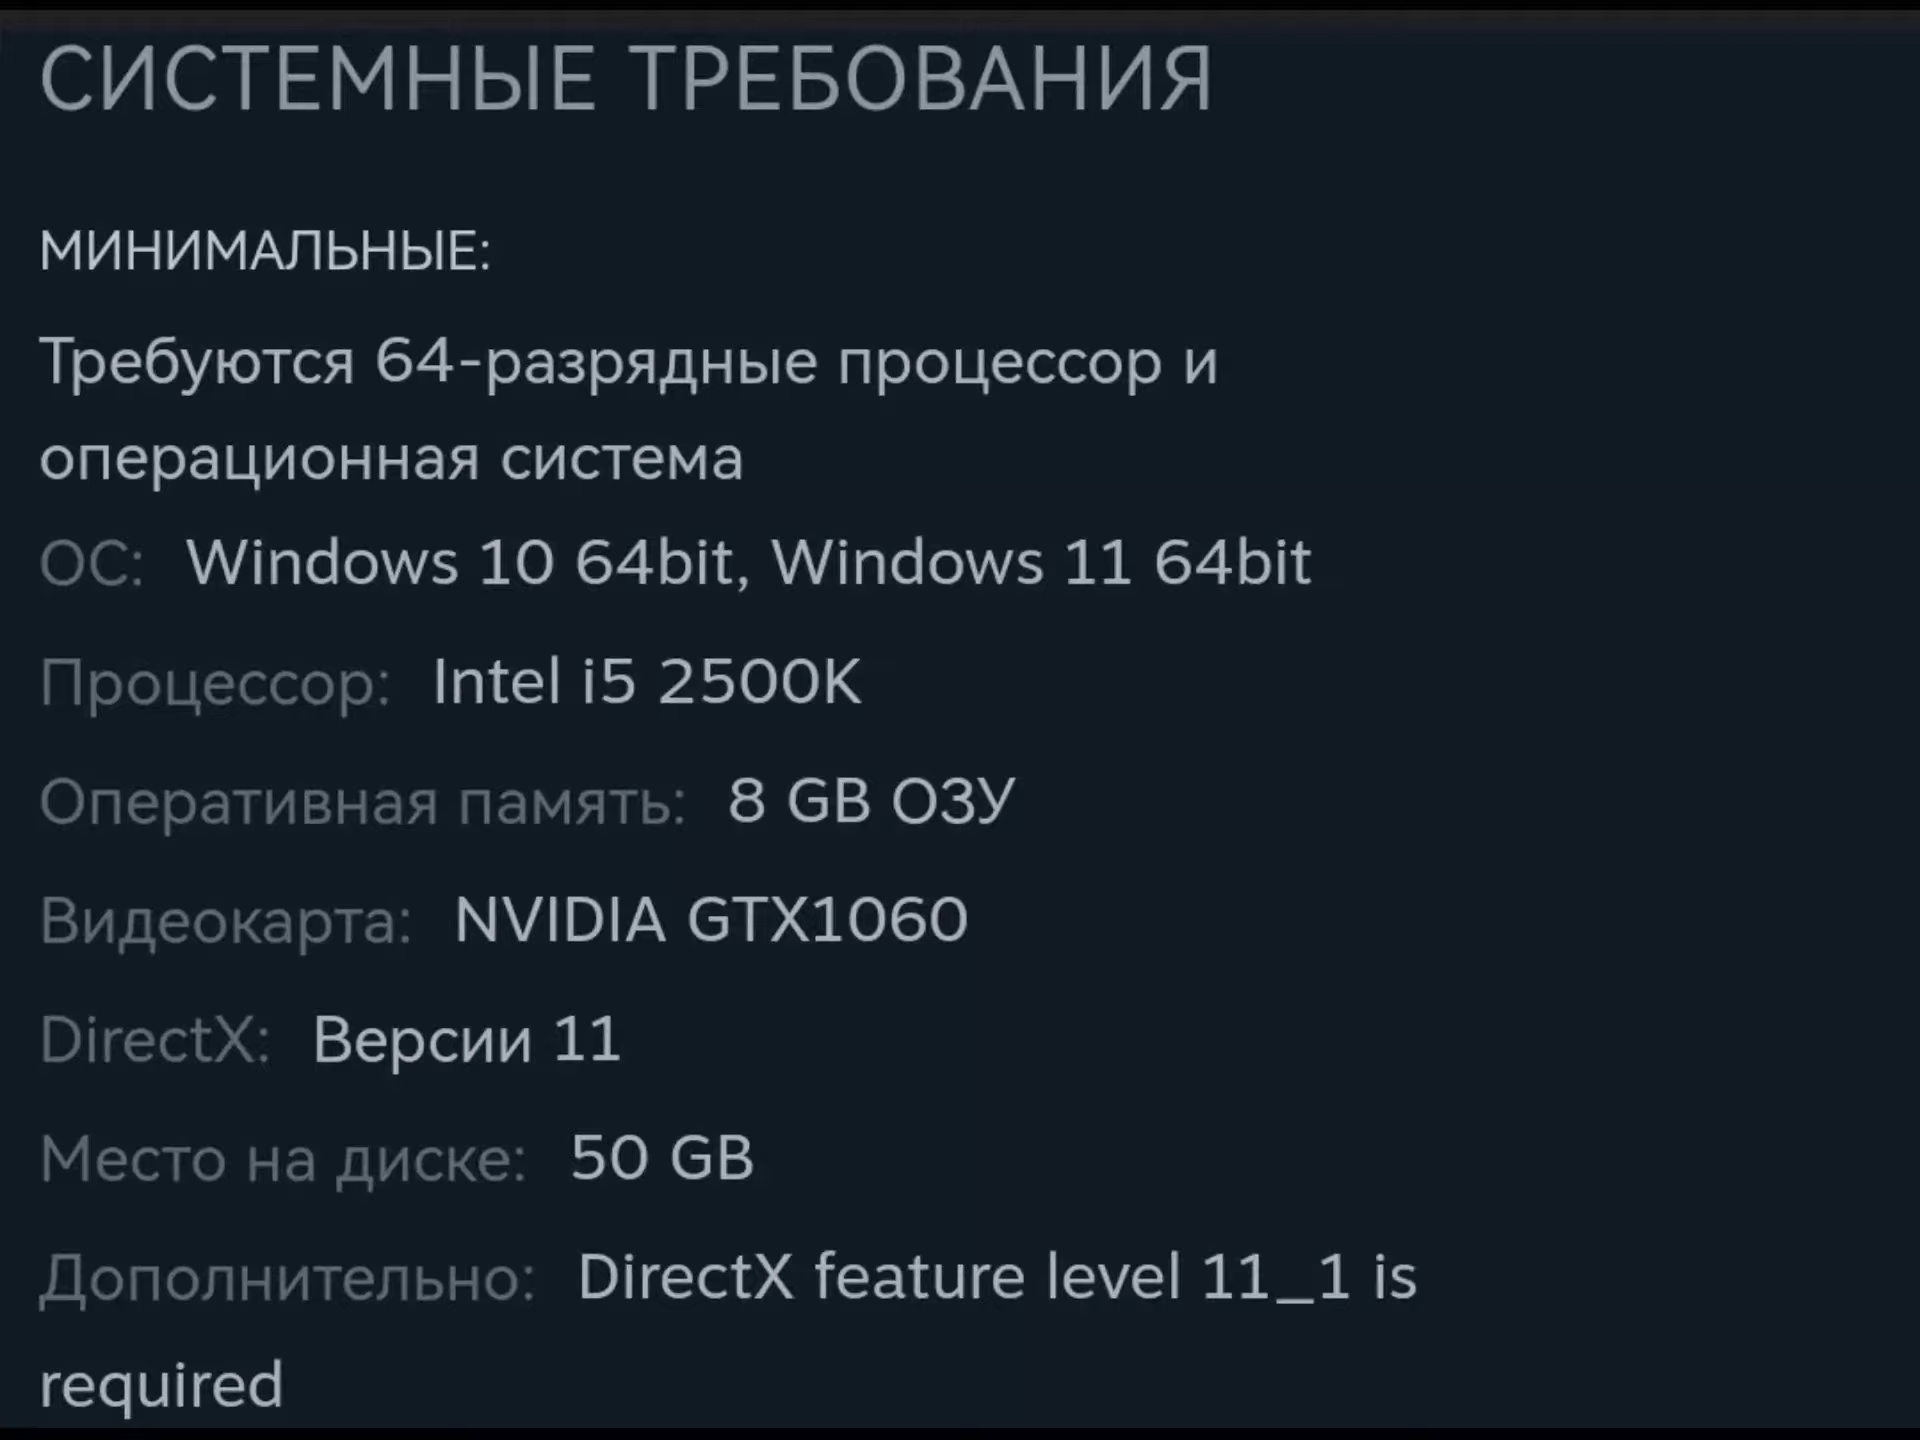 СИСТЕМНЫЕ ТРЕБОВАНИЯ
МИНИМАЛЬНЫЕ:
Требуются 64-разрядные процессор и
операционная система
ОС: Windows 10 64bit, Windows 11 64bit
Процессор: Intel i5 2500K
Оперативная память: 8 GB ОЗУ
Видеокарта: NVIDIA GTX1060
DirectX: Версии 11
Место на диске: 50 GB
Дополнительно: DirectX feature level 11_1 is
required